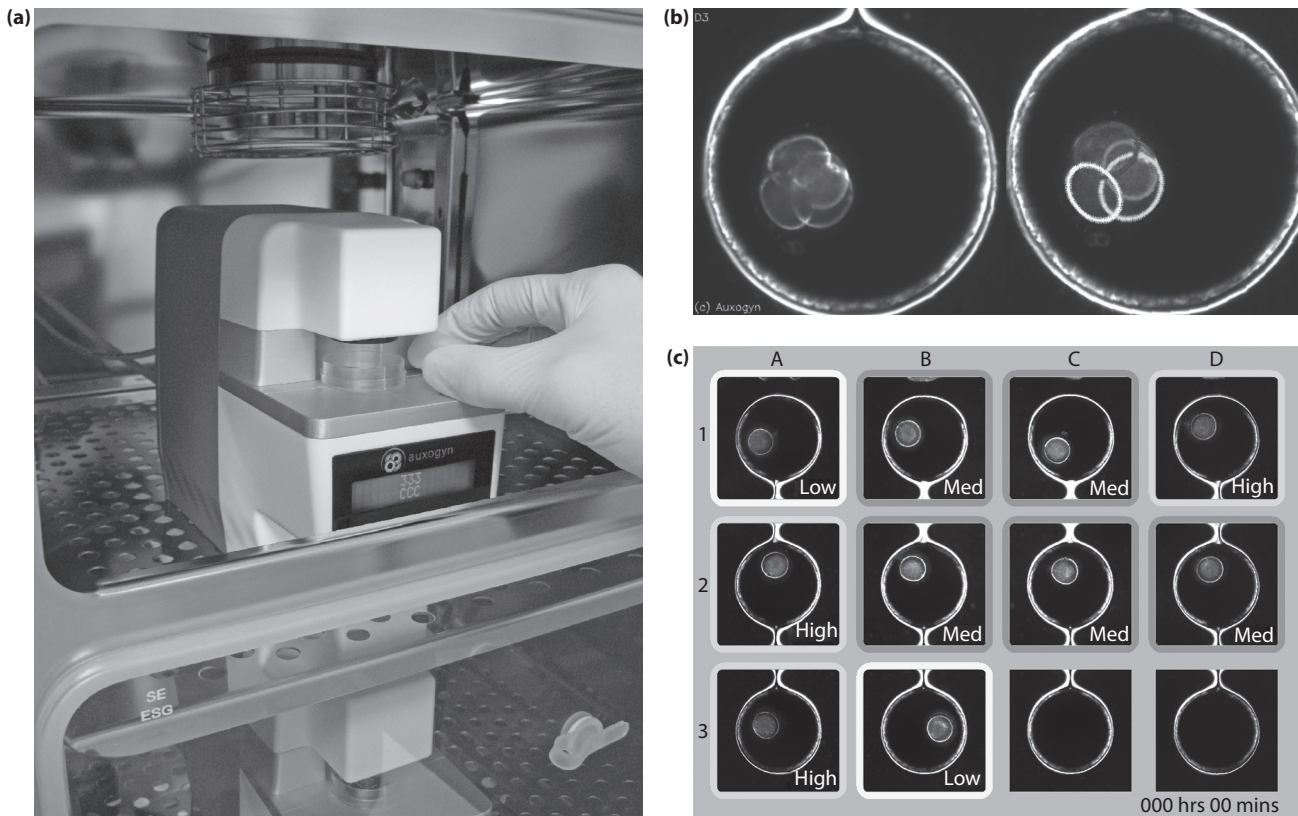 (a)
auxogyn
333
CCC
SE
ESG
(b)
D3
(c) Auxogyn
(c)
A B C D
1
Low Med Med High
2
High Med Med Med
3
High Low
000 hrs 00 mins